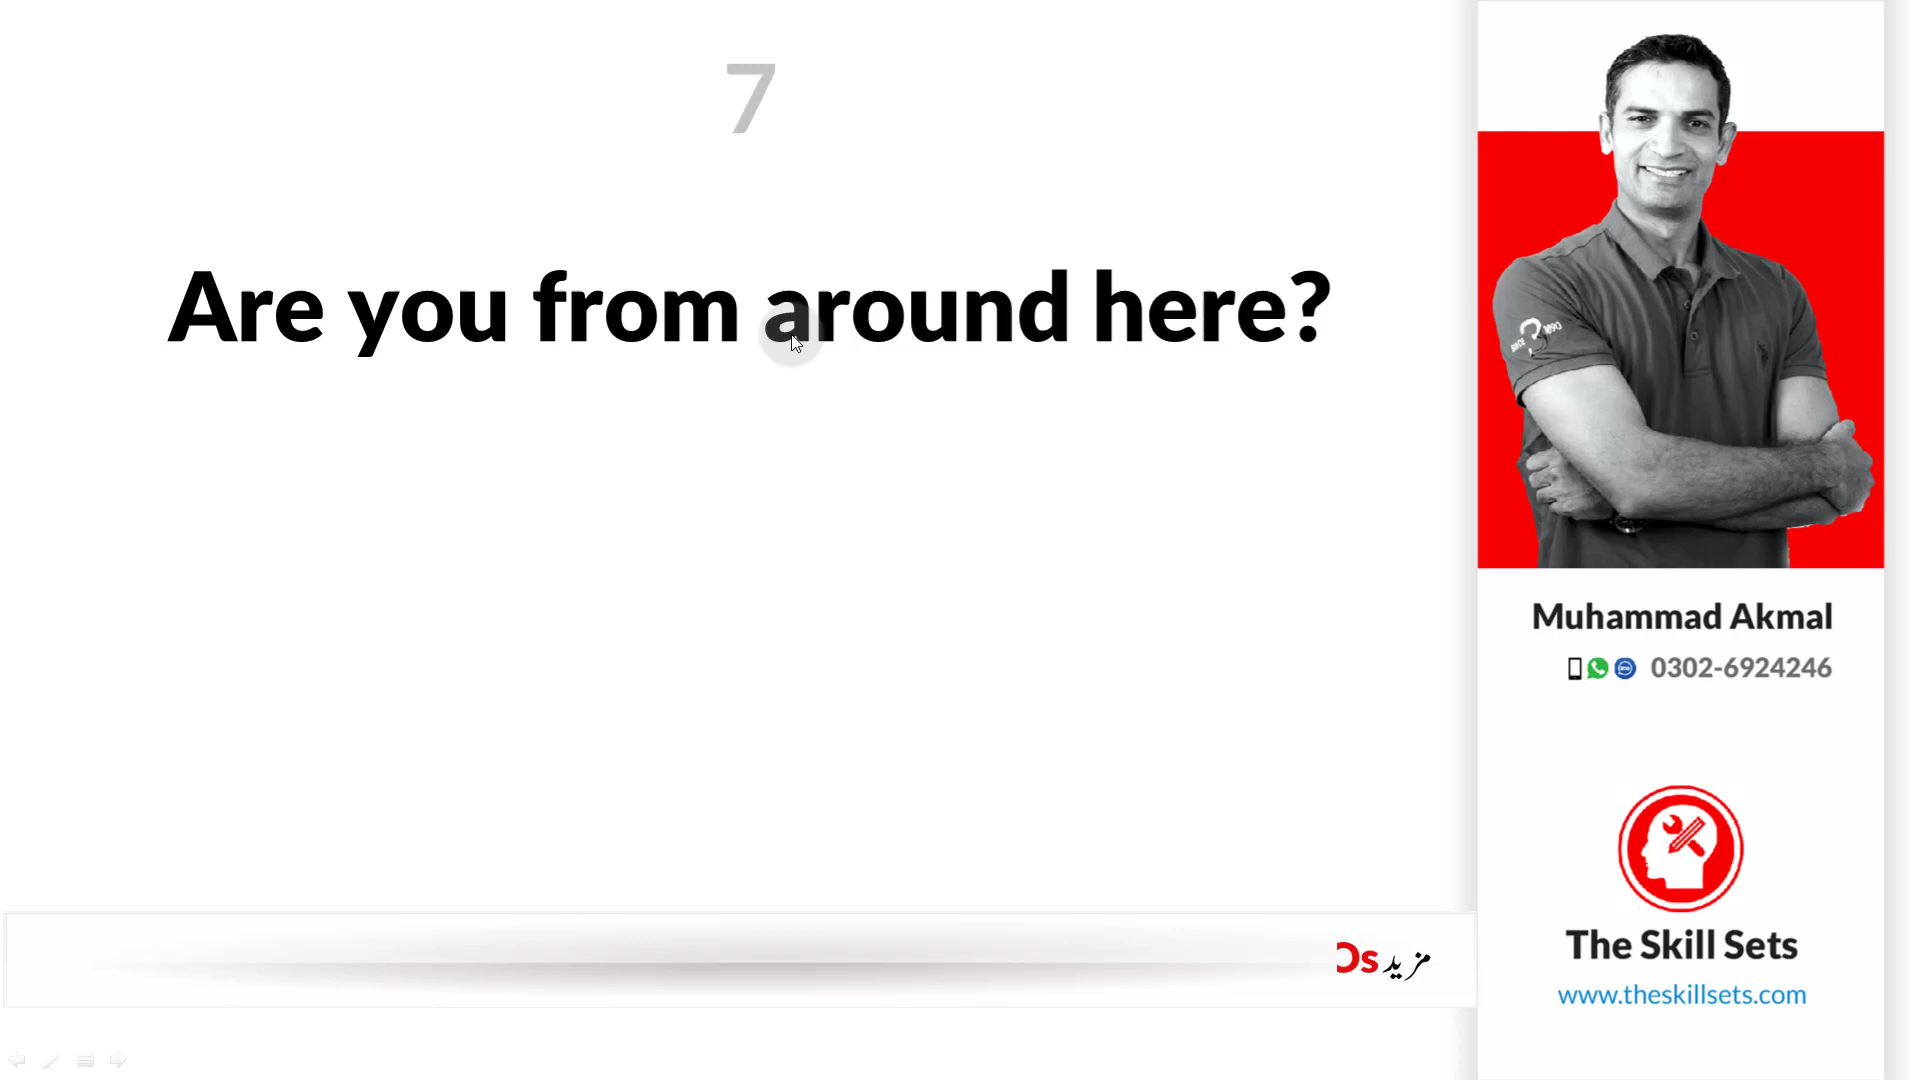 7
Are you from around here?
Muhammad Akmal
0302-6924246
The Skill Sets
www.theskillsets.com
مزید